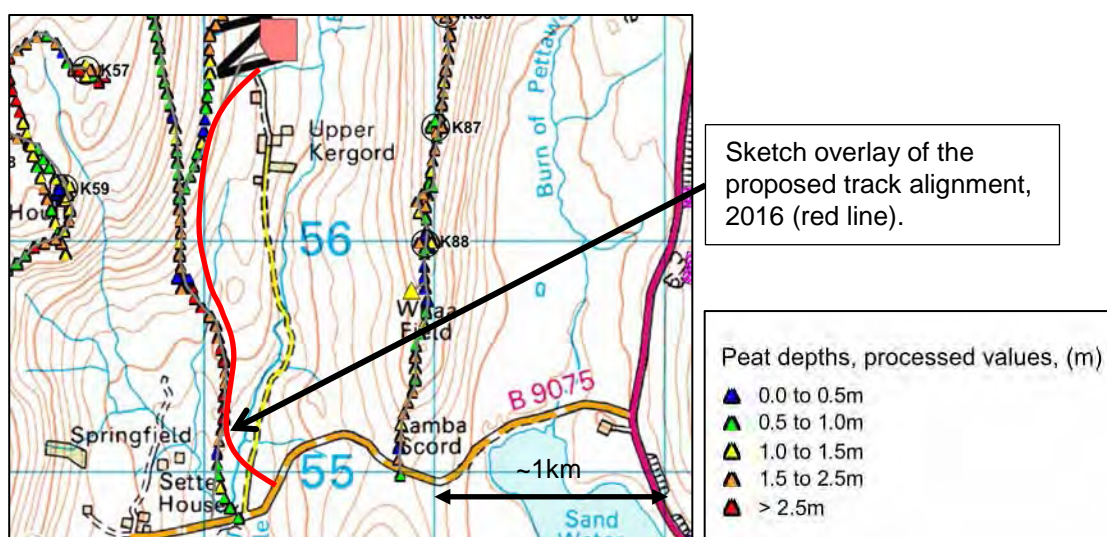 K57
K59
Upper
Kergord
K87
Burn of Pettawa
56
K88
Field
B 9075
Scord
Springfield
55
~1km
House
Sand
Sketch overlay of the
proposed track alignment,
2016 (red line).
Peat depths, processed values, (m)
0.0 to 0.5m
0.5 to 1.0m
1.0 to 1.5m
1.5 to 2.5m
> 2.5m